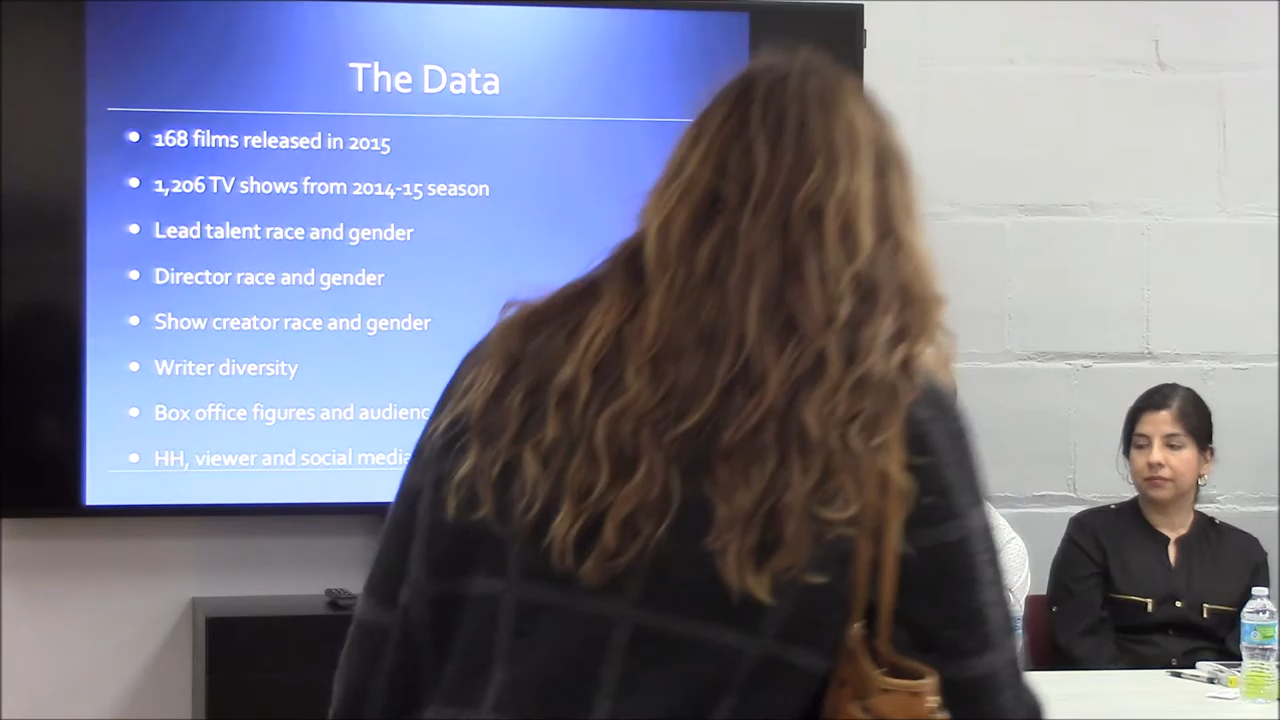 The Data
168 films released in 2015
1,206 TV shows from 2014-15 season
Lead talent race and gender
Director race and gender
Show creator race and gender
Writer diversity
Box office figures and
HH, viewer and social media